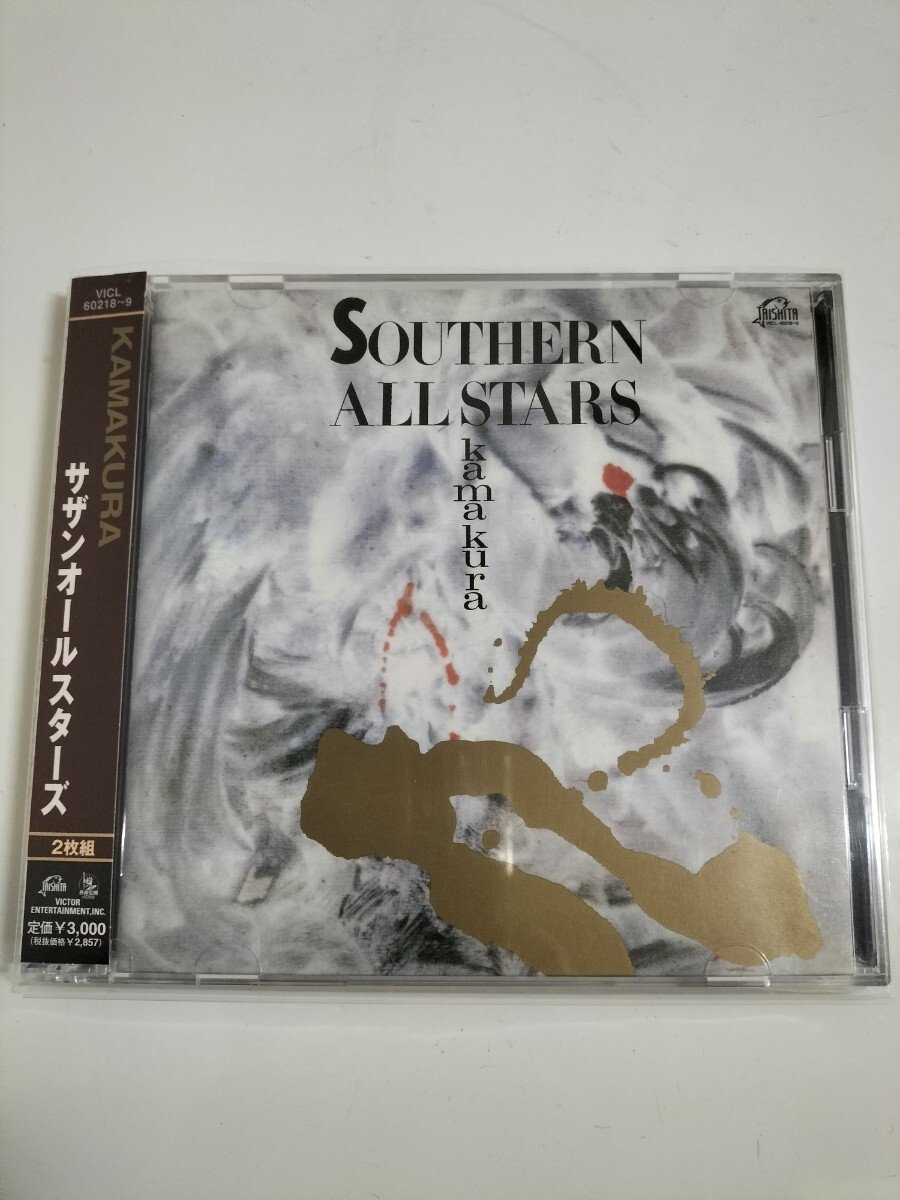 VICL
60218~9
KAMAKURA
サザンオールスターズ
2枚組
TAISHITA
VICTOR
ENTERTAINMENT, INC.
定価¥3,000
(税抜価格¥2,857)
SOUTHERN
ALL STARS
kamakura
TAISHITA
VICL-60218~9